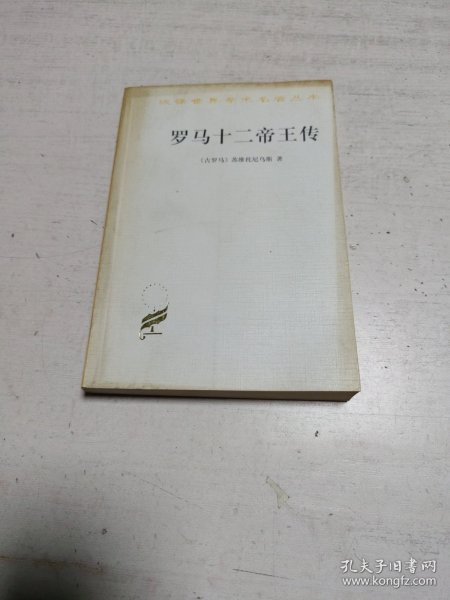 汉译世界学术名著丛书
罗马十二帝王传
〔古罗马〕苏维托尼乌斯 著
孔夫子旧书网
www.kongfz.com